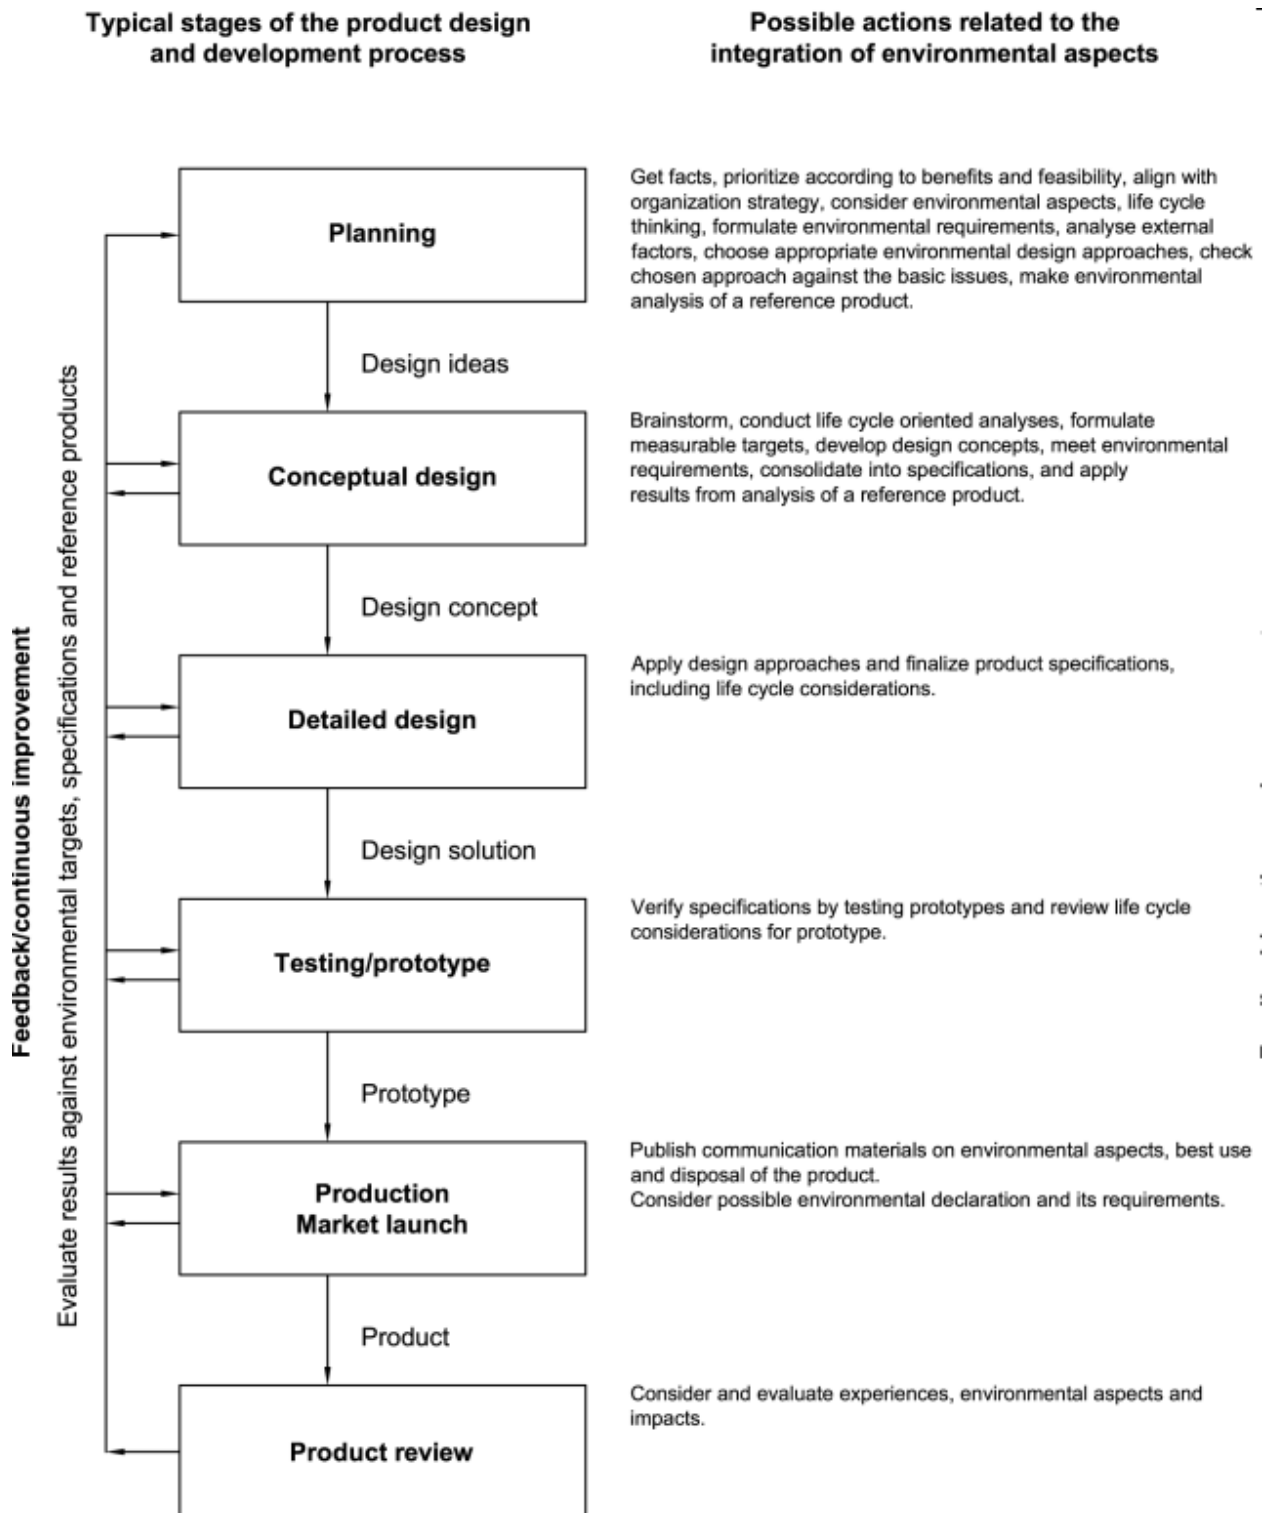 Typical stages of the product design
and development process
Possible actions related to the
integration of environmental aspects
Planning
Get facts, prioritize according to benefits and feasibility, align with
organization strategy, consider environmental aspects, life cycle
thinking, formulate environmental requirements, analyse external
factors, choose appropriate environmental design approaches, check
chosen approach against the basic issues, make environmental
analysis of a reference product.
Design ideas
Conceptual design
Brainstorm, conduct life cycle oriented analyses, formulate
measurable targets, develop design concepts, meet environmental
requirements, consolidate into specifications, and apply
results from analysis of a reference product.
Design concept
Detailed design
Apply design approaches and finalize product specifications,
including life cycle considerations.
Design solution
Testing/prototype
Verify specifications by testing prototypes and review life cycle
considerations for prototype.
Prototype
Production
Market launch
Publish communication materials on environmental aspects, best use
and disposal of the product.
Consider possible environmental declaration and its requirements.
Product
Product review
Consider and evaluate experiences, environmental aspects and
impacts.
Feedback/continuous improvement
Evaluate results against environmental targets, specifications and reference products